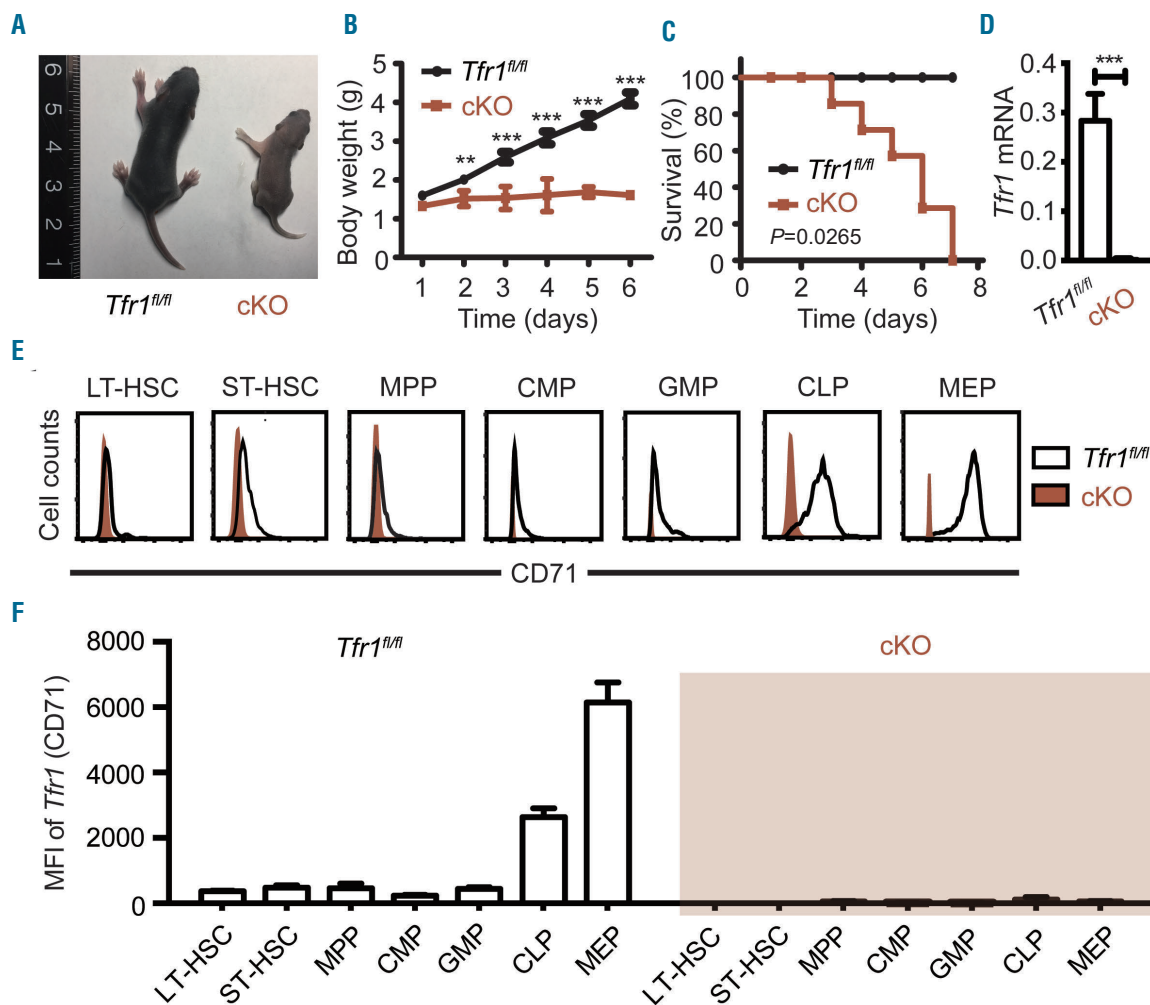 A
6
5
4
3
2
1
Tfr1fl/fl
cKO
B
Body weight (g)
5
4
3
2
1
0
Tfr1fl/fl
cKO
**
***
***
***
***
1 2 3 4 5 6
Time (days)
C
Survival (%)
100
80
60
40
20
0
Tfr1fl/fl
cKO
P=0.0265
0 2 4 6 8
Time (days)
D
***
Tfr1 mRNA
0.4
0.3
0.2
0.1
0.0
Tfr1fl/fl
cKO
E
LT-HSC ST-HSC MPP CMP GMP CLP MEP
Cell counts
Tfr1fl/fl
cKO
CD71
F
MFI of Tfr1 (CD71)
8000
6000
4000
2000
0
Tfr1fl/fl
cKO
LT-HSC ST-HSC MPP CMP GMP CLP MEP LT-HSC ST-HSC MPP CMP GMP CLP MEP